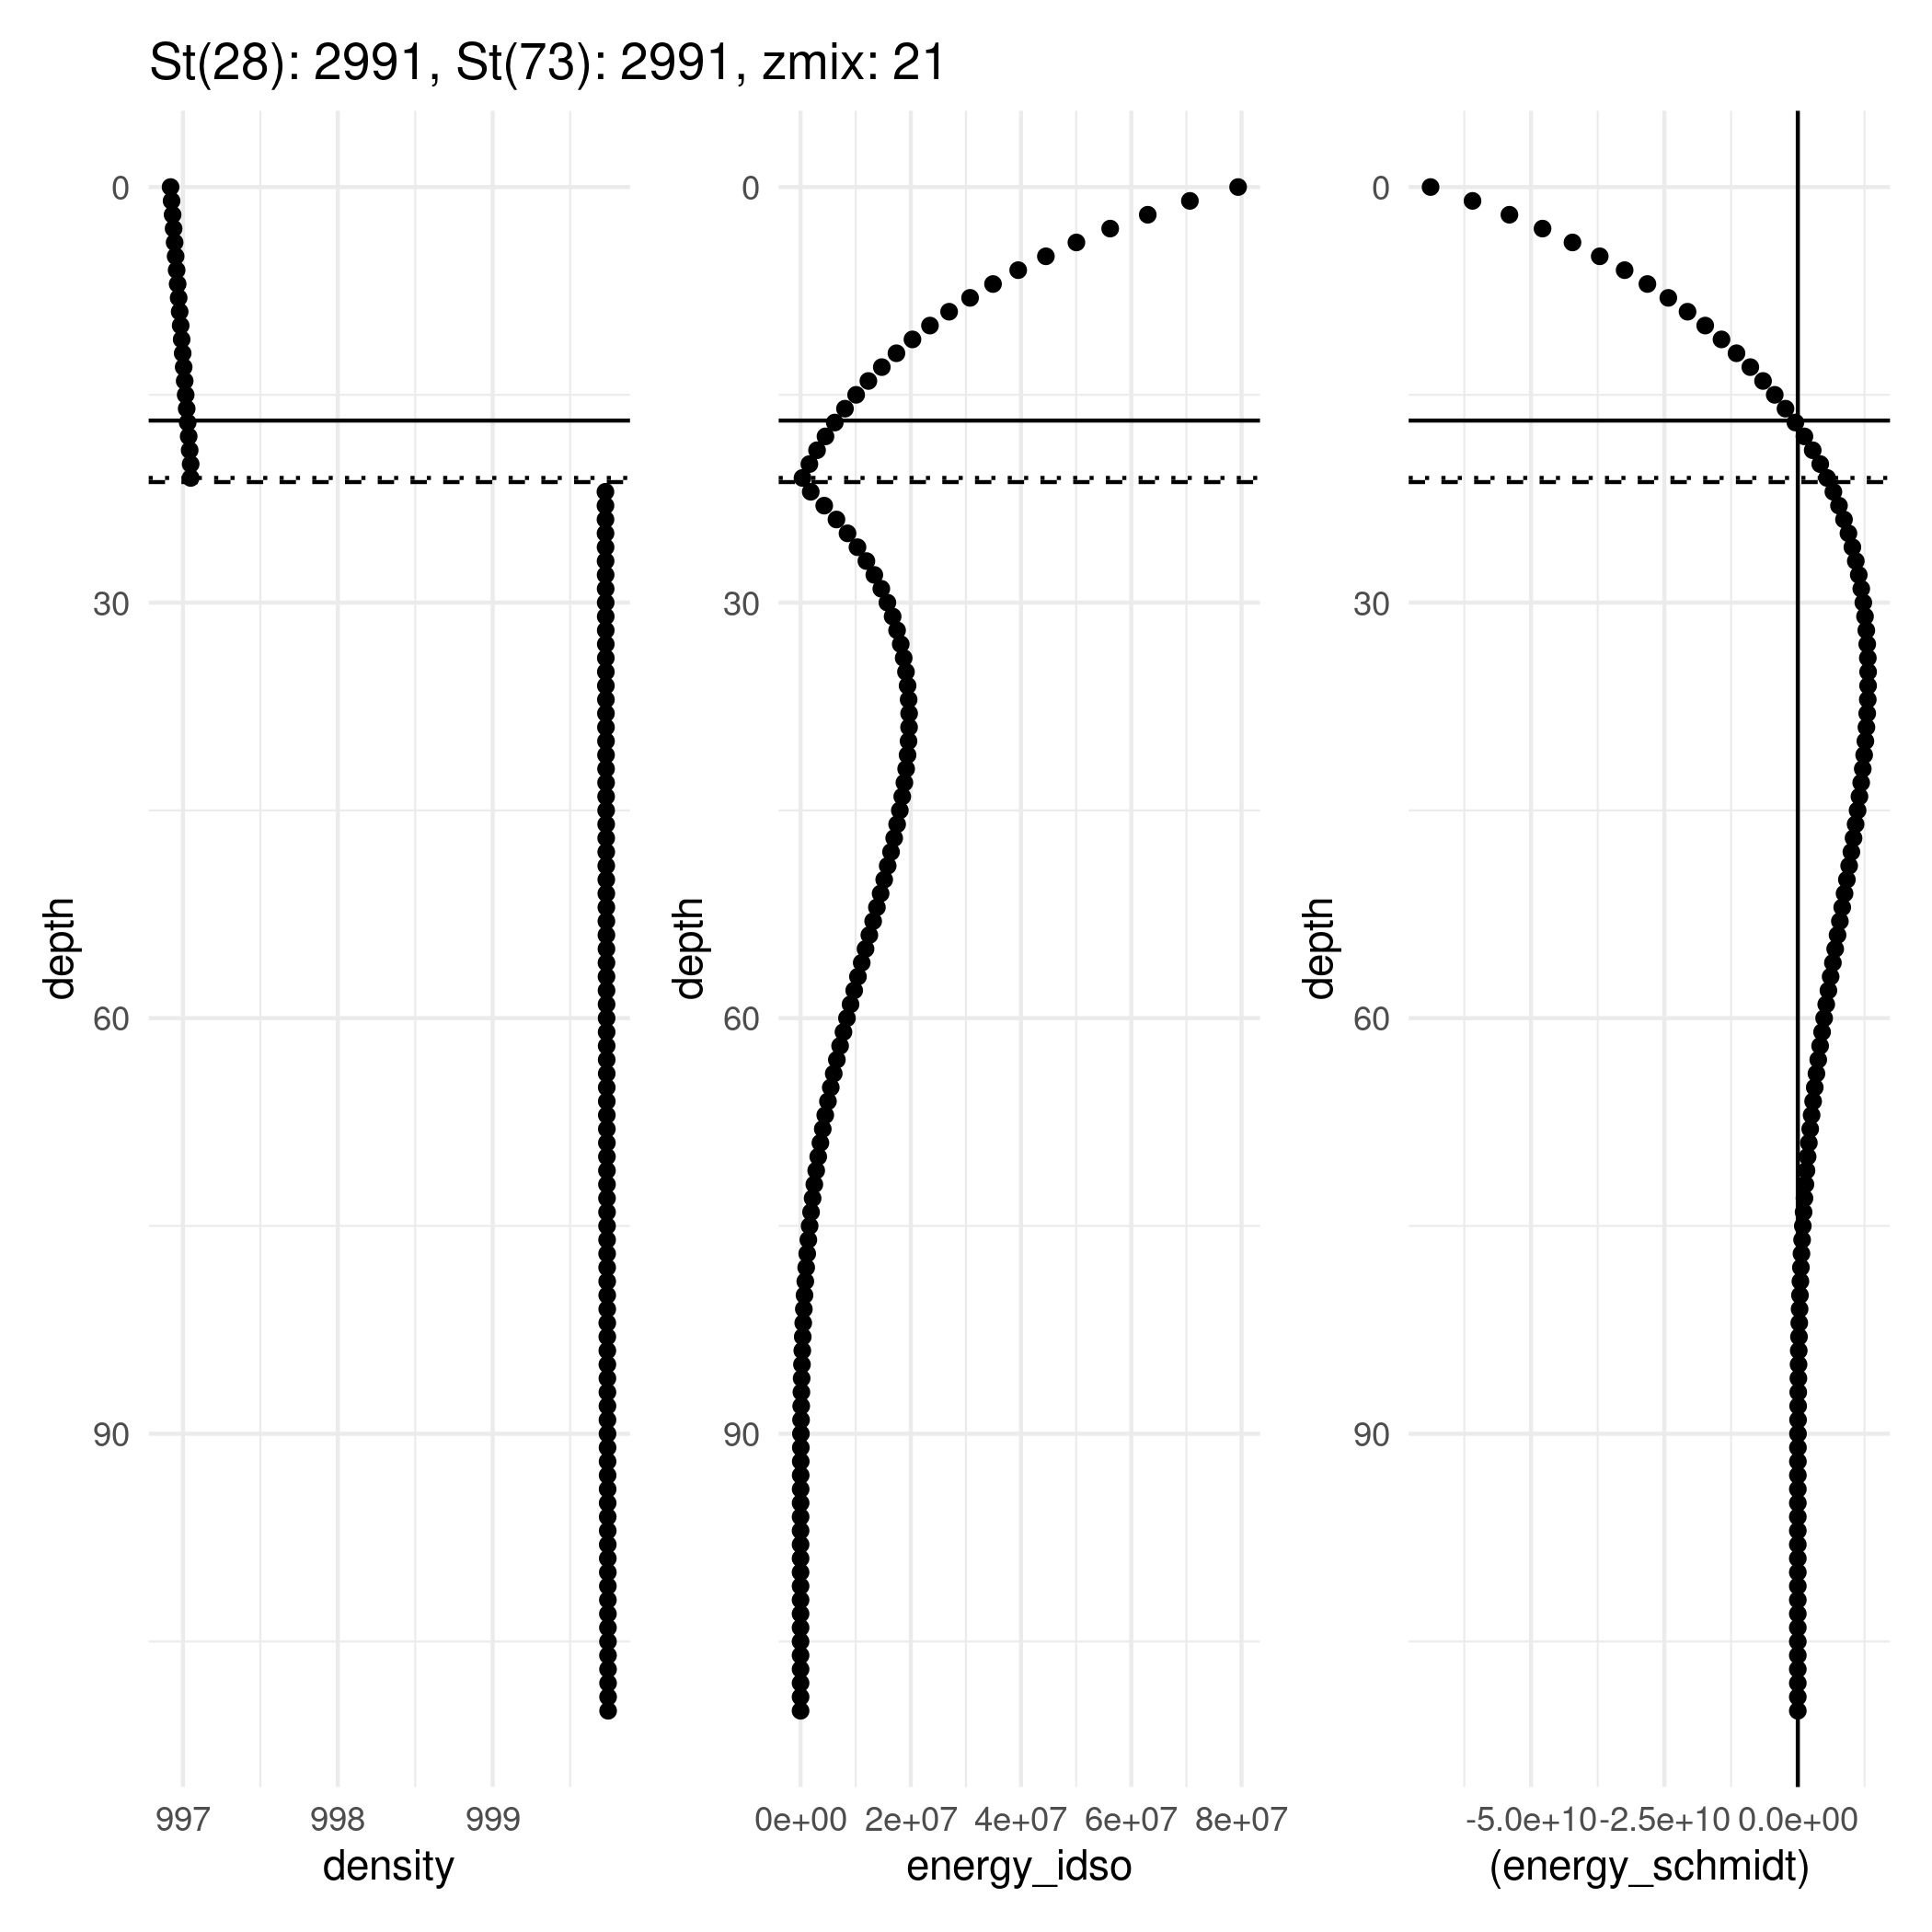 St(28): 2991, St(73): 2991, zmix: 21
0
30
60
90
depth
997 998 999
density
0
30
60
90
depth
0e+00 2e+07 4e+07 6e+07 8e+07
energy_idso
0
30
60
90
depth
-5.0e+10 -2.5e+10 0.0e+00
(energy_schmidt)